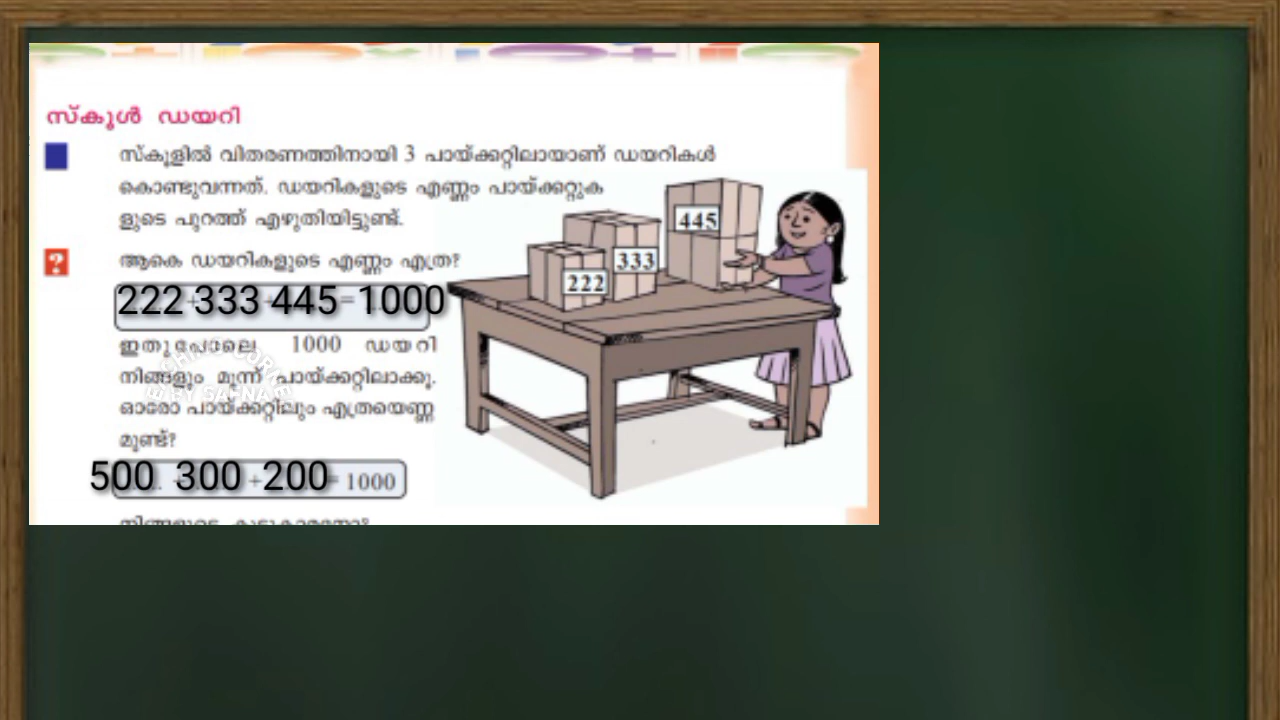 സ്കൂൾ ഡയറി
സ്കൂളിൽ വിതരണത്തിനായി 3 പായ്ക്കറ്റിലായാണ് ഡയറികൾ
കൊണ്ടുവന്നത്. ഡയറികളുടെ എണ്ണം പായ്ക്കറ്റുക
ളുടെ പുറത്ത് എഴുതിയിട്ടുണ്ട്.
445
333
222
? ആകെ ഡയറികളുടെ എണ്ണം എത്ര?
222 333 445 = 1000
ഇതുപോലെ 1000 ഡയറി
നിങ്ങളും മൂന്ന് പായ്ക്കറ്റിലാക്കൂ.
ഓരോ പായ്ക്കറ്റിലും എത്രയെണ്ണ
മുണ്ട്?
500 300 + 200 = 1000
നിങ്ങളുടെ കൂട്ടുകാരയോ?